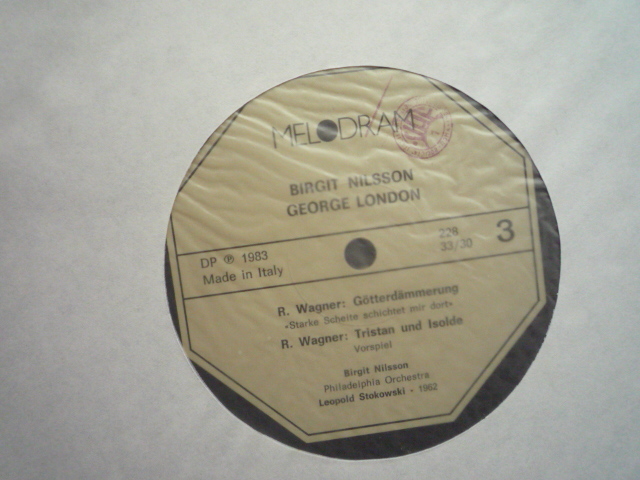 MELODRAM
BIRGIT NILSSON
GEORGE LONDON
DP ℗ 1983
Made in Italy
228
33/30
3
R. Wagner: Götterdämmerung
«Starke Scheite schichtet mir dort»
R. Wagner: Tristan und Isolde
Vorspiel
Birgit Nilsson
Philadelphia Orchestra
Leopold Stokowski - 1962